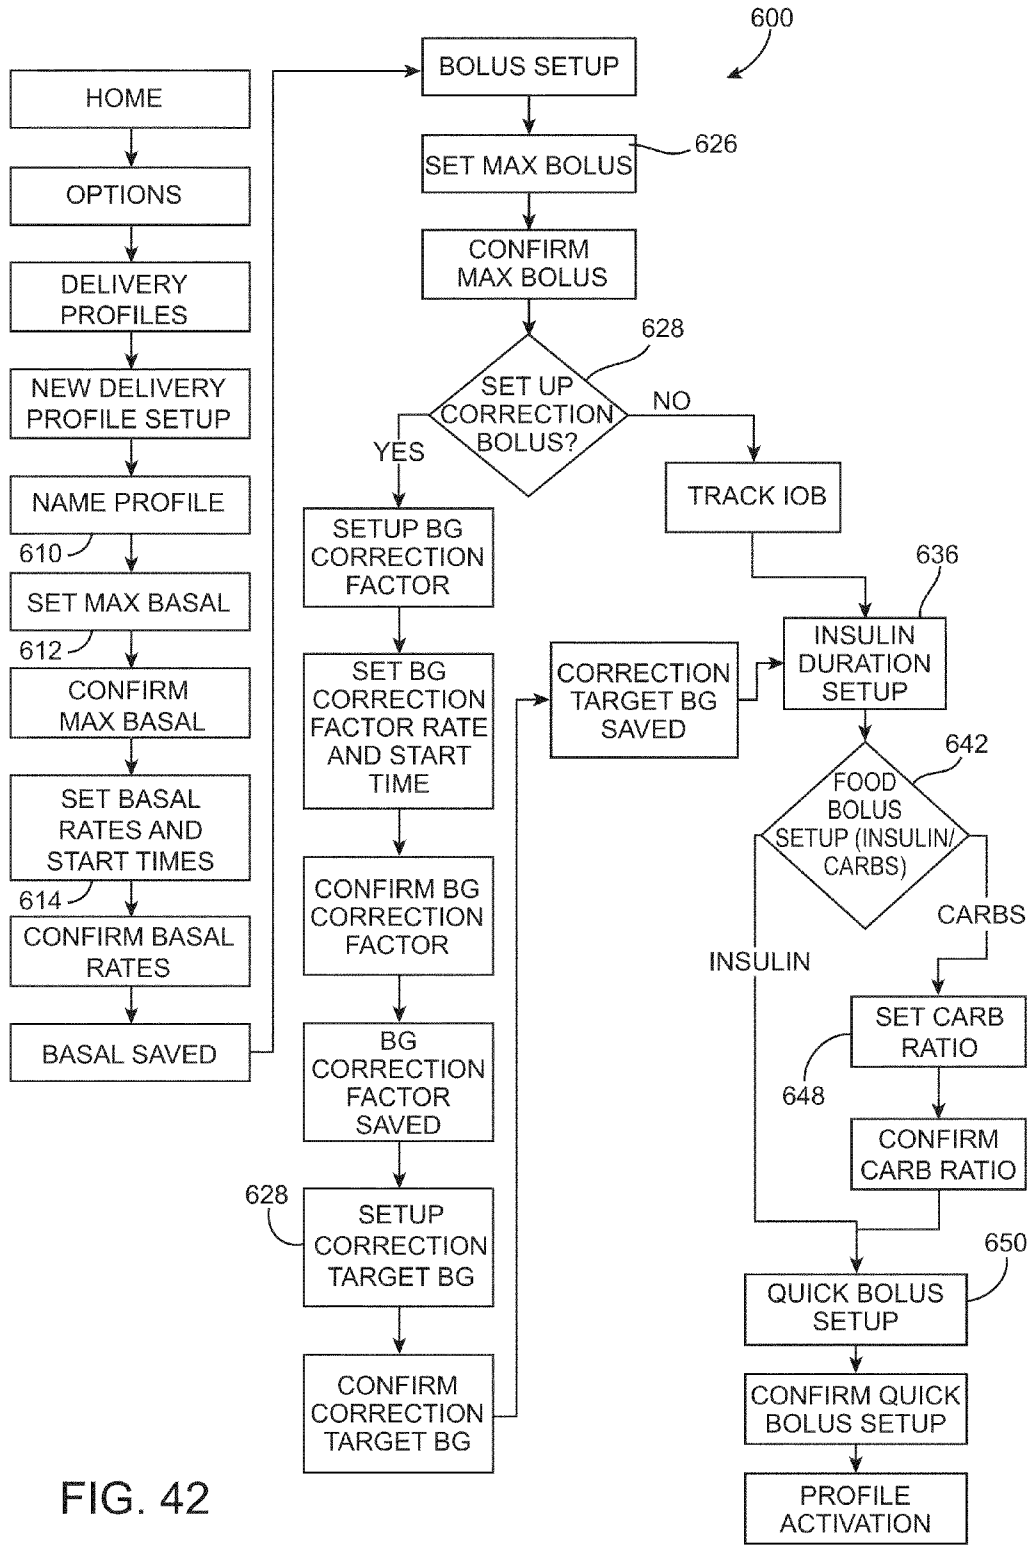 600
HOME
OPTIONS
DELIVERY
PROFILES
NEW DELIVERY
PROFILE SETUP
NAME PROFILE
610
SET MAX BASAL
612
CONFIRM
MAX BASAL
SET BASAL
RATES AND
START TIMES
614
CONFIRM BASAL
RATES
BASAL SAVED
BOLUS SETUP
626
SET MAX BOLUS
CONFIRM
MAX BOLUS
628
SET UP
CORRECTION
BOLUS?
YES
NO
SETUP BG
CORRECTION
FACTOR
SET BG
CORRECTION
FACTOR RATE
AND START
TIME
CONFIRM BG
CORRECTION
FACTOR
BG
CORRECTION
FACTOR
SAVED
628
SETUP
CORRECTION
TARGET BG
CONFIRM
CORRECTION
TARGET BG
CORRECTION
TARGET BG
SAVED
TRACK IOB
636
INSULIN
DURATION
SETUP
642
FOOD
BOLUS
SETUP (INSULIN/
CARBS)
INSULIN
CARBS
SET CARB
RATIO
648
CONFIRM
CARB RATIO
650
QUICK BOLUS
SETUP
CONFIRM QUICK
BOLUS SETUP
PROFILE
ACTIVATION
FIG. 42